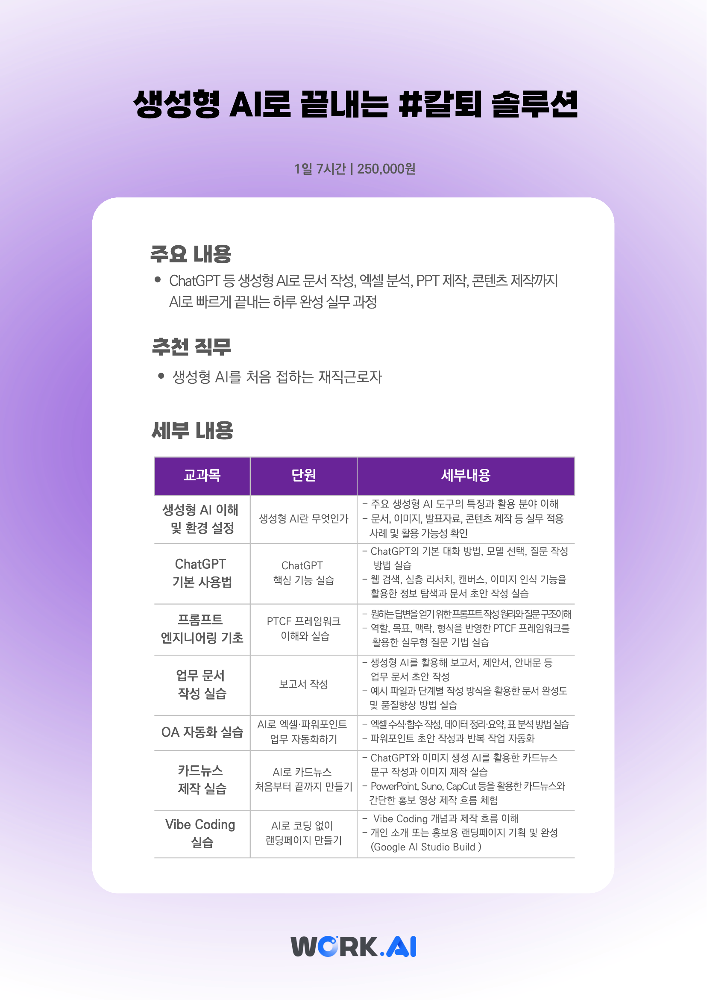 생성형 AI로 끝내는 #칼퇴 솔루션
1일 7시간 | 250,000원
주요 내용
• ChatGPT 등 생성형 AI로 문서 작성, 엑셀 분석, PPT 제작, 콘텐츠 제작까지
AI로 빠르게 끝내는 하루 완성 실무 과정
추천 직무
• 생성형 AI를 처음 접하는 재직근로자
세부 내용
교과목 단원 세부내용
생성형 AI 이해
및 환경 설정
생성형 AI란 무엇인가
- 주요 생성형 AI 도구의 특징과 활용 분야 이해
- 문서, 이미지, 발표자료, 콘텐츠 제작 등 실무 적용
사례 및 활용 가능성 확인
ChatGPT
기본 사용법
ChatGPT
핵심 기능 실습
- ChatGPT의 기본 대화 방법, 모델 선택, 질문 작성
방법 실습
- 웹 검색, 심층 리서치, 캔버스, 이미지 인식 기능을
활용한 정보 탐색과 문서 초안 작성 실습
프롬프트
엔지니어링 기초
PTCF 프레임워크
이해와 실습
- 원하는 답변을 얻기 위한 프롬프트 작성 원리와 질문 구조이해
- 역할, 목표, 맥락, 형식을 반영한 PTCF 프레임워크를
활용한 실무형 질문 기법 실습
업무 문서
작성 실습
보고서 작성
- 생성형 AI를 활용해 보고서, 제안서, 안내문 등
업무 문서 초안 작성
- 예시 파일과 단계별 작성 방식을 활용한 문서 완성도
및 품질향상 방법 실습
OA 자동화 실습
AI로 엑셀·파워포인트
업무 자동화하기
- 엑셀 수식·함수 작성, 데이터 정리·요약, 표 분석 방법 실습
- 파워포인트 초안 작성과 반복 작업 자동화
카드뉴스
제작 실습
AI로 카드뉴스
처음부터 끝까지 만들기
- ChatGPT와 이미지 생성 AI를 활용한 카드뉴스
문구 작성과 이미지 제작 실습
- PowerPoint, Suno, CapCut 등을 활용한 카드뉴스와
간단한 홍보 영상 제작 흐름 체험
Vibe Coding
실습
AI로 코딩 없이
랜딩페이지 만들기
- Vibe Coding 개념과 제작 흐름 이해
- 개인 소개 또는 홍보용 랜딩페이지 기획 및 완성
(Google AI Studio Build )
WORK.AI